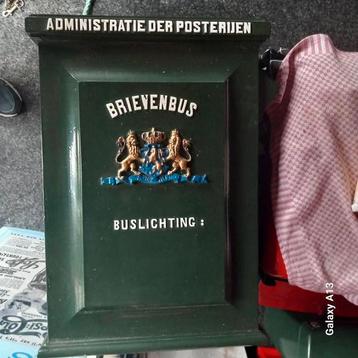 ADMINISTRATIE DER POSTERIJEN
BRIEVENBUS
BUSLICHTING :
Galaxy A13